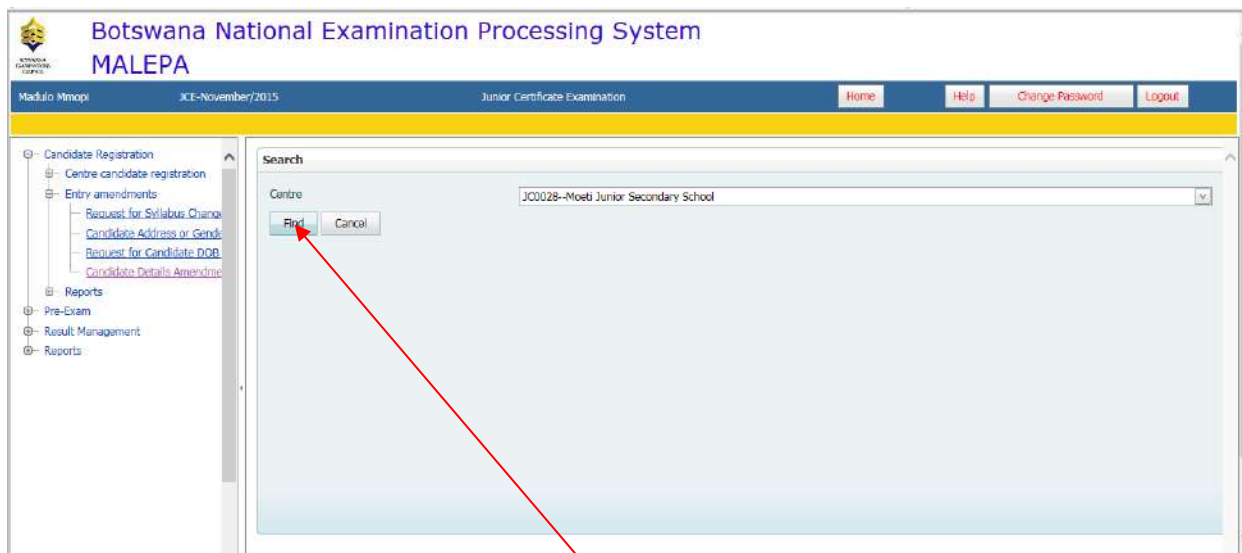 Botswana National Examination Processing System
MALEPA
Madulo Mmopi JCE-November/2015 Junior Certificate Examination Home Help Change Password Logout
Candidate Registration
Centre candidate registration
Entry amendments
Request for Syllabus Chang
Candidate Address or Gende
Request for Candidate DOB
Candidate Details Amendme
Reports
Pre-Exam
Result Management
Reports
Search
Centre JC0028--Moeti Junior Secondary School
Find Cancel